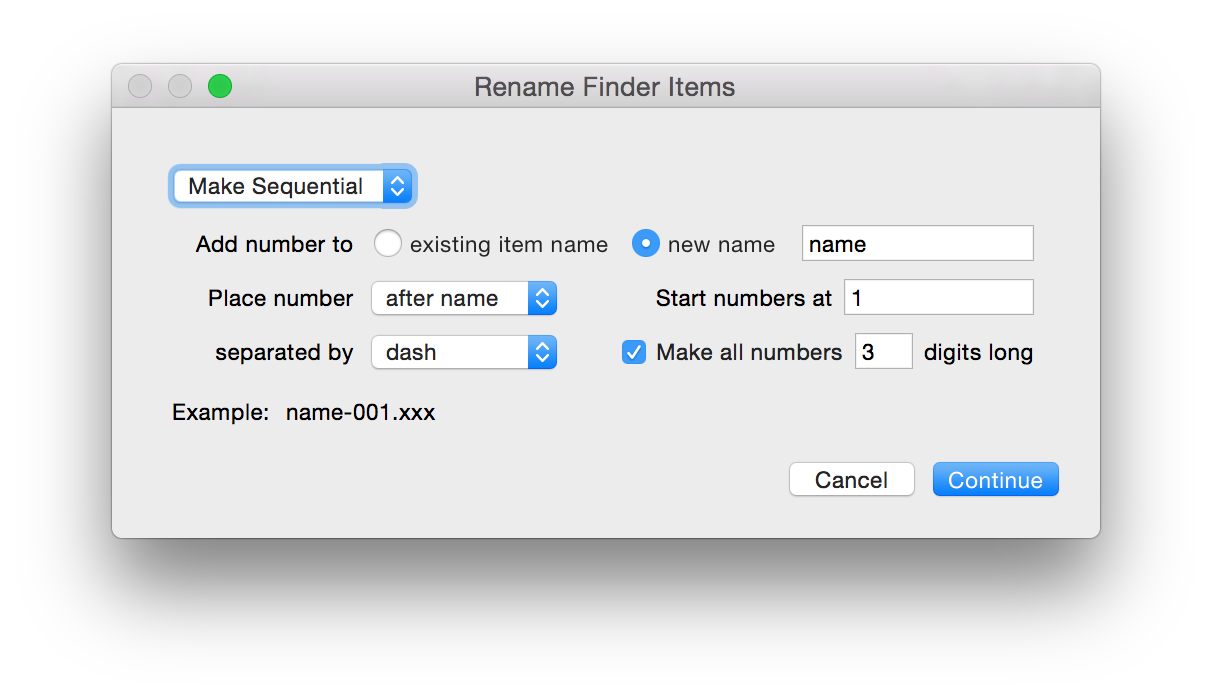 Rename Finder Items
Make Sequential
Add number to existing item name new name name
Place number after name Start numbers at 1
separated by dash Make all numbers 3 digits long
Example: name-001.xxx
Cancel Continue